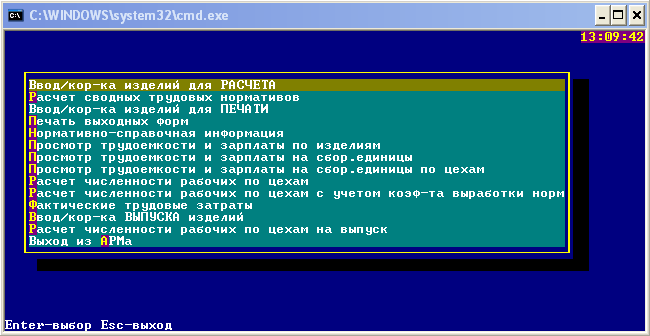 C:\WINDOWS\system32\cmd.exe
13:09:42
Ввод/кор-ка изделий для РАСЧЕТА
Расчет сводных трудовых нормативов
Ввод/кор-ка изделий для ПЕЧАТИ
Печать выходных форм
Нормативно-справочная информация
Просмотр трудоемкости и зарплаты по изделиям
Просмотр трудоемкости и зарплаты на сбор.единицы
Просмотр трудоемкости и зарплаты на сбор.единицы по цехам
Расчет численности рабочих по цехам
Расчет численности рабочих по цехам с учетом коэф-та выработки норм
Фактические трудовые затраты
Ввод/кор-ка ВЫПУСКА изделий
Расчет численности рабочих по цехам на выпуск
Выход из АРМа
Enter-выбор Esc-выход